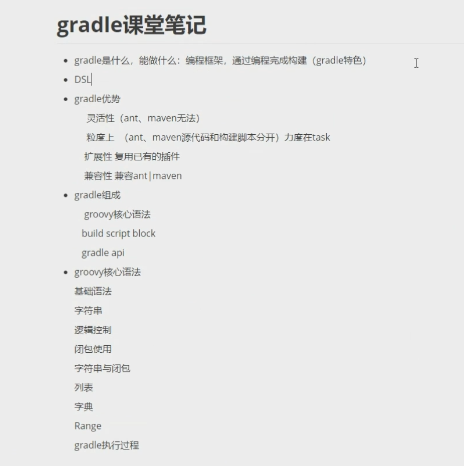 gradle课堂笔记
gradle是什么，能做什么：编程框架，通过编程完成构建（gradle特色）
DSL
gradle优势
灵活性（ant、maven无法）
粒度上 （ant、maven源代码和构建脚本分开）力度在task
扩展性 复用已有的插件
兼容性 兼容ant|maven
gradle组成
groovy核心语法
build script block
gradle api
groovy核心语法
基础语法
字符串
逻辑控制
闭包使用
字符串与闭包
列表
字典
Range
gradle执行过程